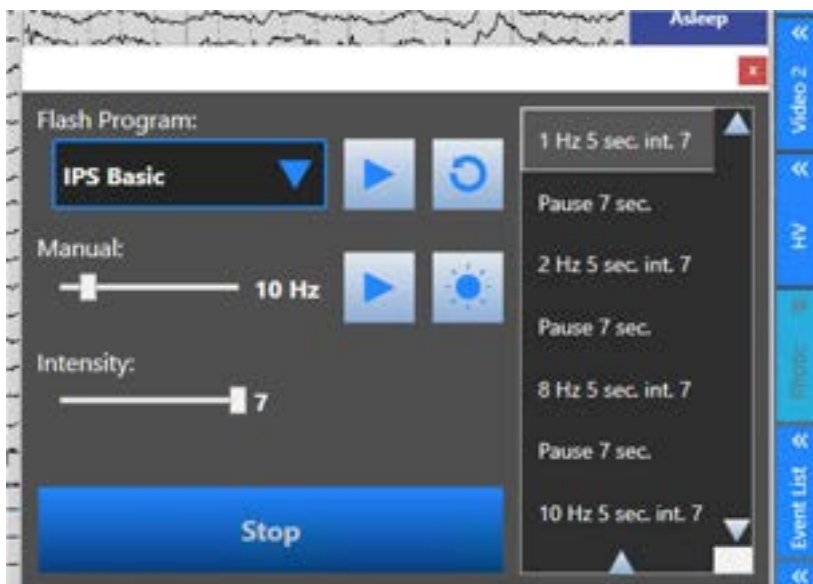 Asleep
x
Flash Program:
IPS Basic
Manual:
10 Hz
Intensity:
7
Stop
1 Hz 5 sec. int. 7
Pause 7 sec.
2 Hz 5 sec. int. 7
Pause 7 sec.
8 Hz 5 sec. int. 7
Pause 7 sec.
10 Hz 5 sec. int. 7
Video 2
HV
Photic
Event List